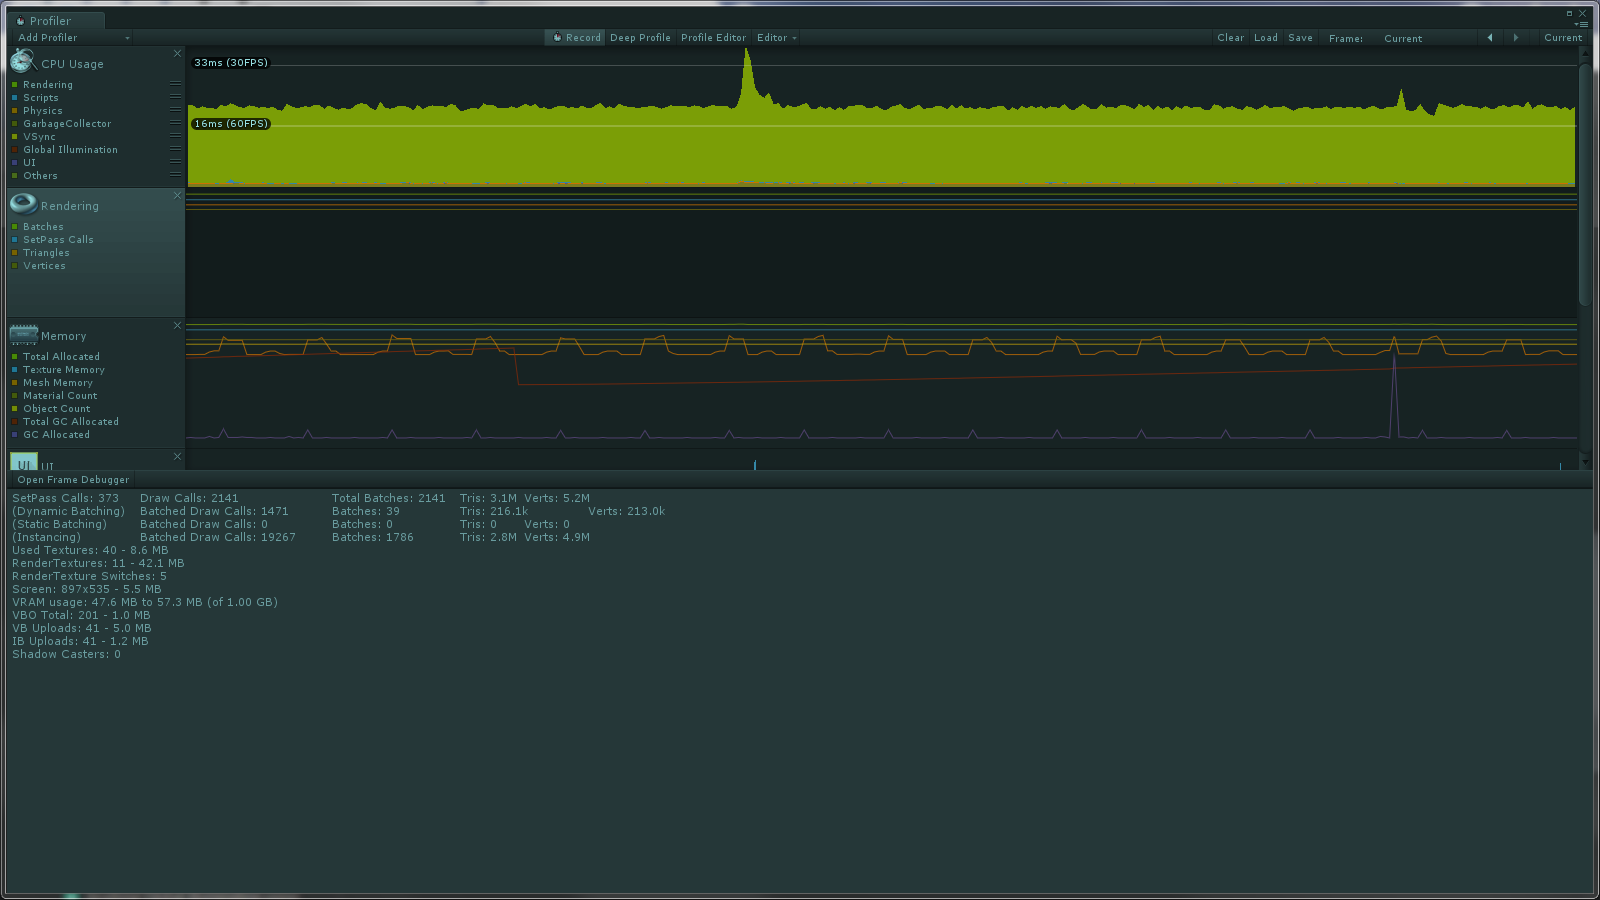 Profiler
Add Profiler
Record Deep Profile Profile Editor Editor
Clear Load Save Frame: Current Current
CPU Usage
Rendering
Scripts
Physics
GarbageCollector
VSync
Global Illumination
UI
Others
33ms (30FPS)
16ms (60FPS)
Rendering
Batches
SetPass Calls
Triangles
Vertices
Memory
Total Allocated
Texture Memory
Mesh Memory
Material Count
Object Count
Total GC Allocated
GC Allocated
UI UI
Open Frame Debugger
SetPass Calls: 373 Draw Calls: 2141 Total Batches: 2141 Tris: 3.1M Verts: 5.2M
(Dynamic Batching) Batched Draw Calls: 1471 Batches: 39 Tris: 216.1k Verts: 213.0k
(Static Batching) Batched Draw Calls: 0 Batches: 0 Tris: 0 Verts: 0
(Instancing) Batched Draw Calls: 19267 Batches: 1786 Tris: 2.8M Verts: 4.9M
Used Textures: 40 - 8.6 MB
RenderTextures: 11 - 42.1 MB
RenderTexture Switches: 5
Screen: 897x535 - 5.5 MB
VRAM usage: 47.6 MB to 57.3 MB (of 1.00 GB)
VBO Total: 201 - 1.0 MB
VB Uploads: 41 - 5.0 MB
IB Uploads: 41 - 1.2 MB
Shadow Casters: 0